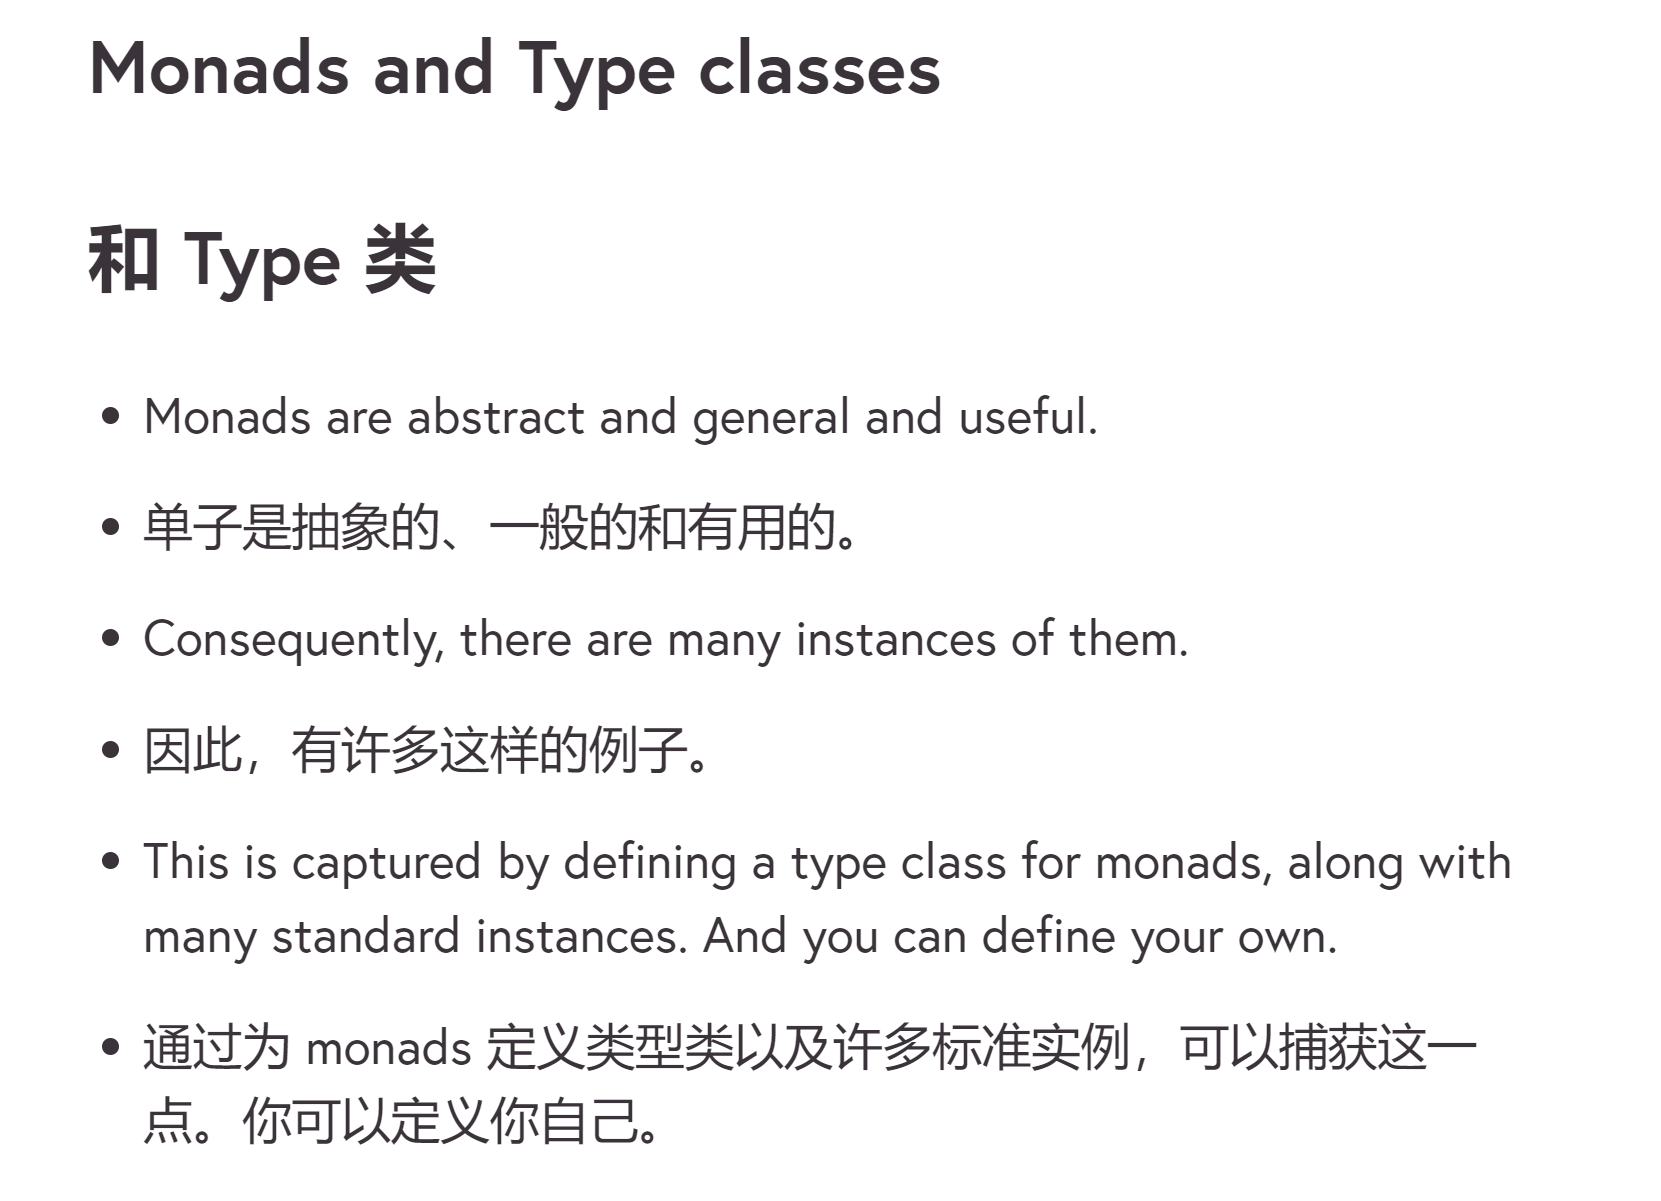 Monads and Type classes
和 Type 类
Monads are abstract and general and useful.
单子是抽象的、一般的和有用的。
Consequently, there are many instances of them.
因此，有许多这样的例子。
This is captured by defining a type class for monads, along with
many standard instances. And you can define your own.
通过为 monads 定义类型类以及许多标准实例，可以捕获这一
点。你可以定义你自己。